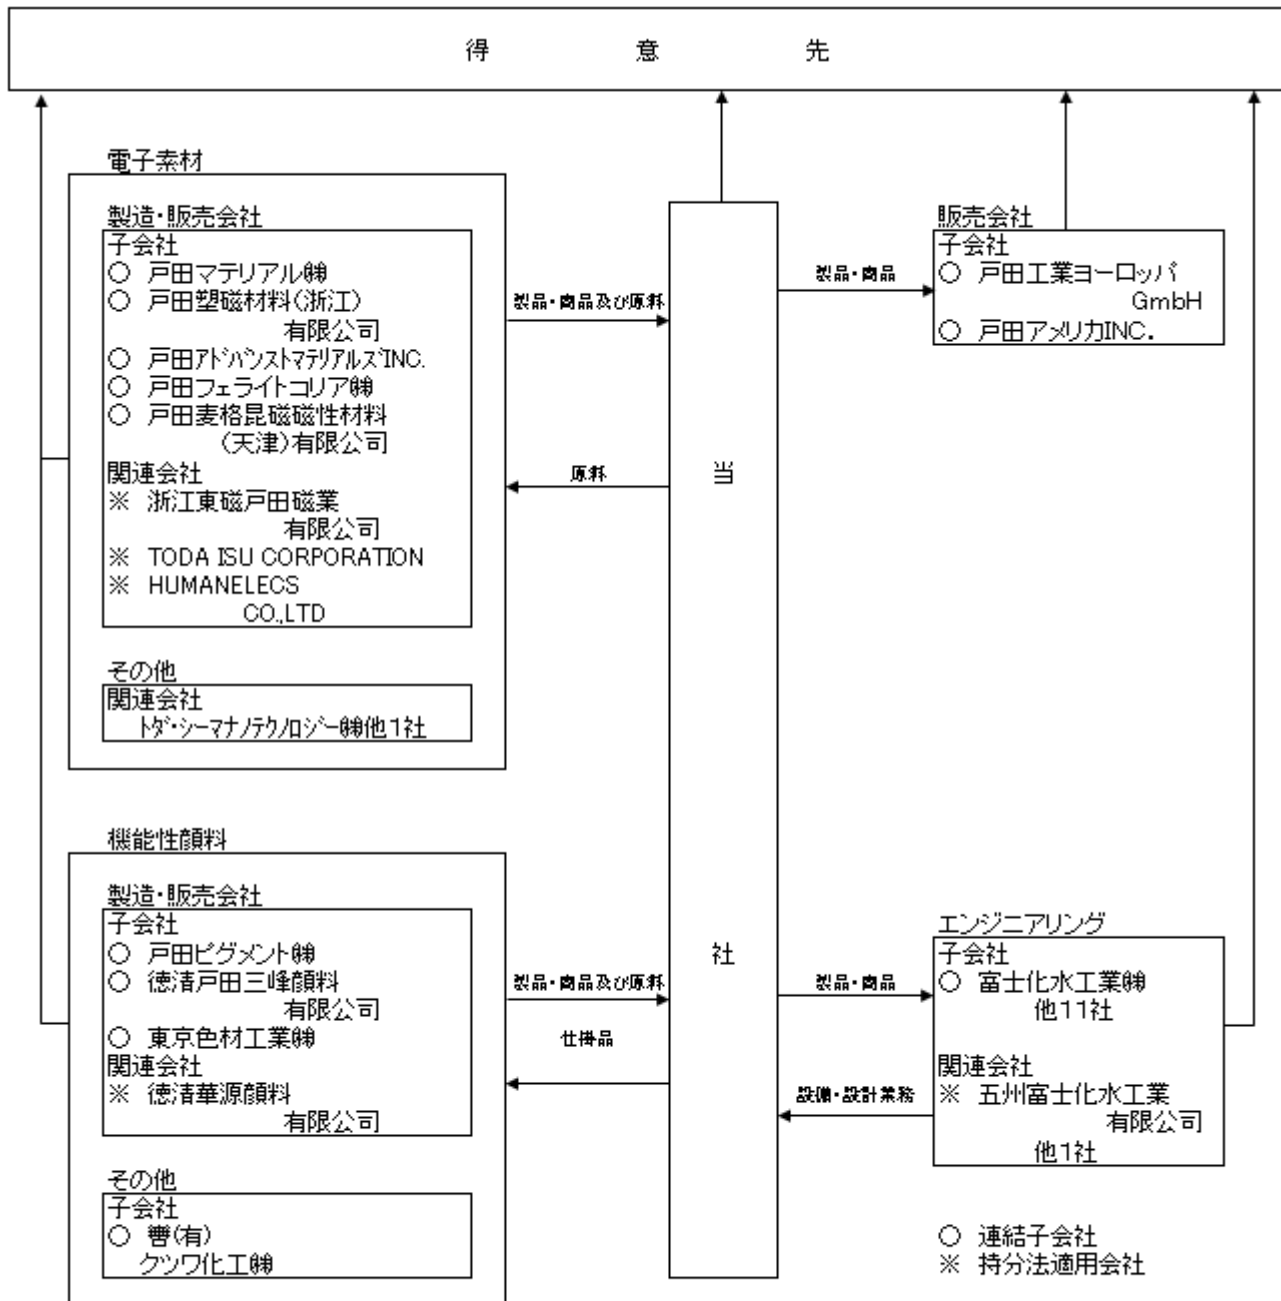 得意先
電子素材
製造・販売会社
子会社
○ 戸田マテリアル㈱
○ 戸田塑磁材料(浙江)
有限公司
○ 戸田ｱﾄﾞﾊﾞﾝｽﾄﾏﾃﾘｱﾙｽﾞINC.
○ 戸田フェライトコリア㈱
○ 戸田麦格昆磁磁性材料
(天津)有限公司
関連会社
※ 浙江東磁戸田磁業
有限公司
※ TODA ISU CORPORATION
※ HUMANELECS
CO.,LTD
その他
関連会社
ﾄﾀﾞ・シーマナノテクノロジー㈱他1社
製品・商品及び原料
原料
機能性顔料
製造・販売会社
子会社
○ 戸田ピグメント㈱
○ 徳清戸田三峰顔料
有限公司
○ 東京色材工業㈱
関連会社
※ 徳清華源顔料
有限公司
その他
子会社
○ 響(有)
クツワ化工㈱
製品・商品及び原料
仕掛品
当社
製品・商品
販売会社
子会社
○ 戸田工業ヨーロッパ
GmbH
○ 戸田アメリカINC.
製品・商品
設備・設計業務
エンジニアリング
子会社
○ 富士化水工業㈱
他11社
関連会社
※ 五州富士化水工業
有限公司
他1社
○ 連結子会社
※ 持分法適用会社